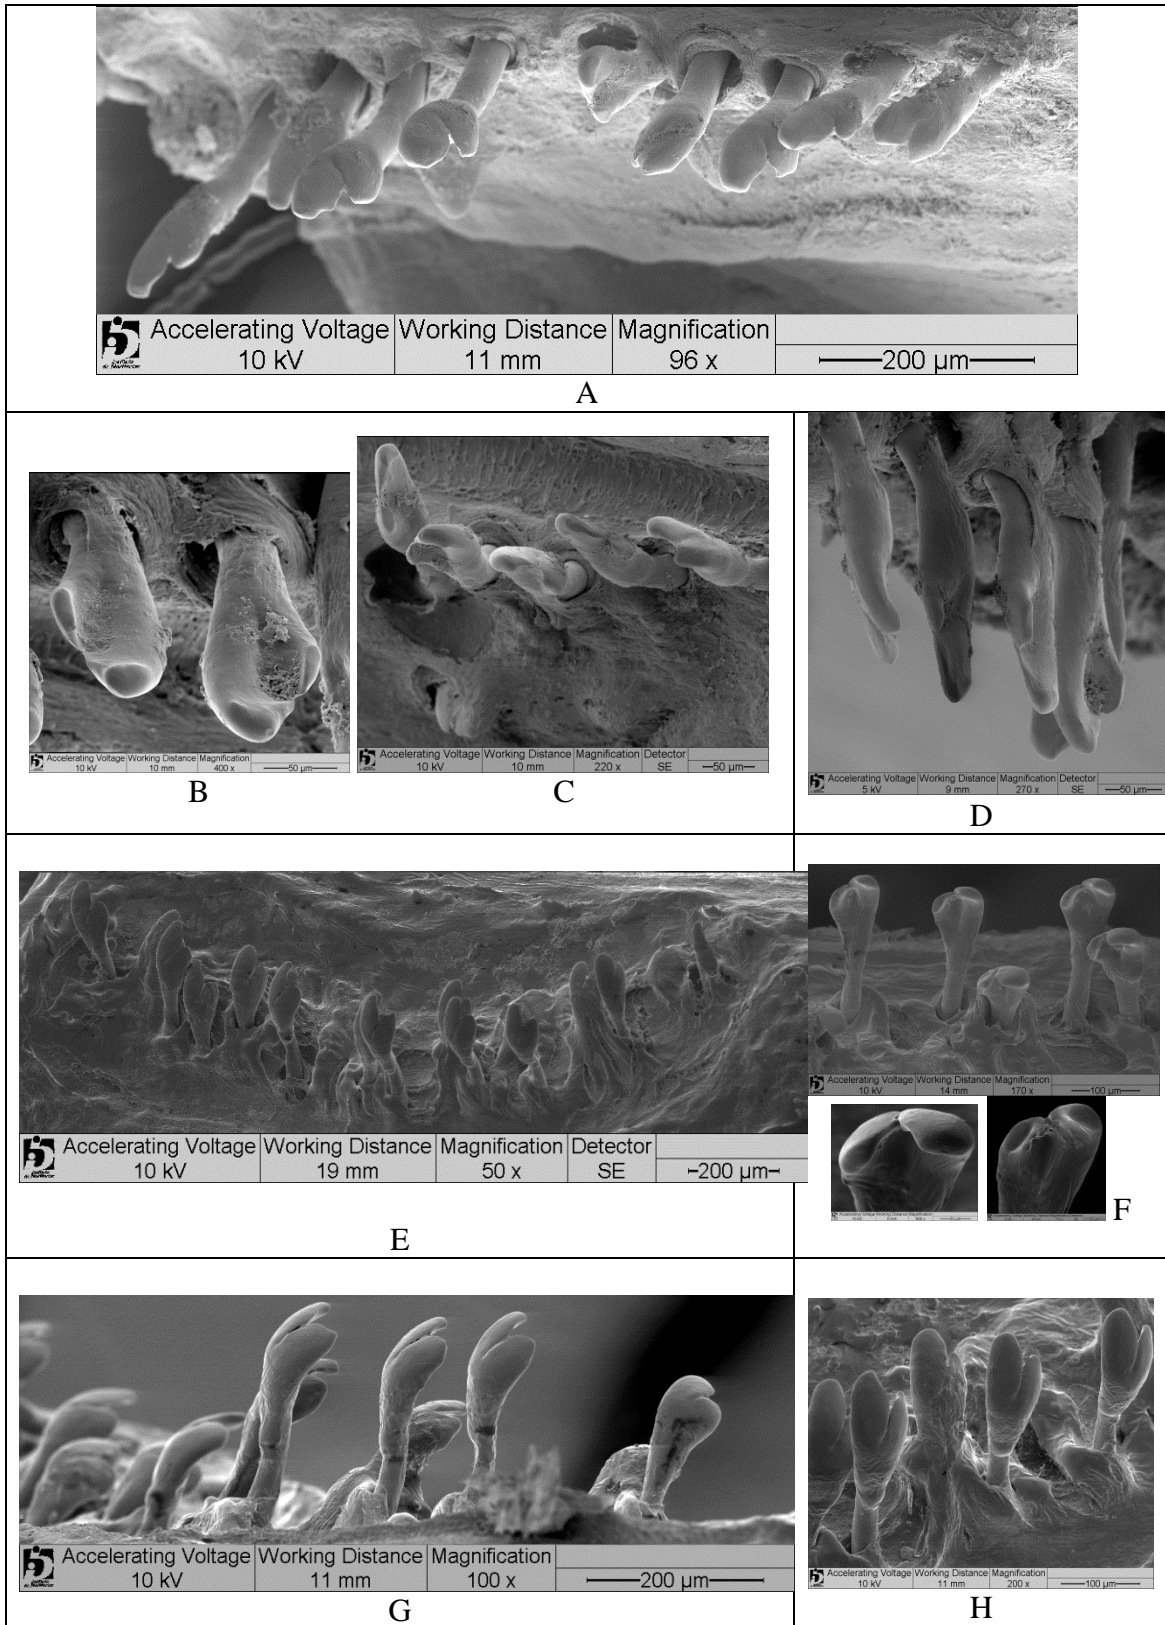 Accelerating Voltage Working Distance Magnification
10 kV 11 mm 96 x 200 µm
A
Accelerating Voltage Working Distance Magnification
10 kV 10 mm 400 x 50 µm
B
Accelerating Voltage Working Distance Magnification Detector
10 kV 10 mm 220 x SE 50 µm
C
Accelerating Voltage Working Distance Magnification Detector
5 kV 9 mm 270 x SE 50 µm
D
Accelerating Voltage Working Distance Magnification Detector
10 kV 19 mm 50 x SE 200 µm
E
Accelerating Voltage Working Distance Magnification
10 kV 14 mm 170 x 100 µm
F
Accelerating Voltage Working Distance Magnification
10 kV 11 mm 100 x 200 µm
G
Accelerating Voltage Working Distance Magnification
10 kV 11 mm 200 x 100 µm
H